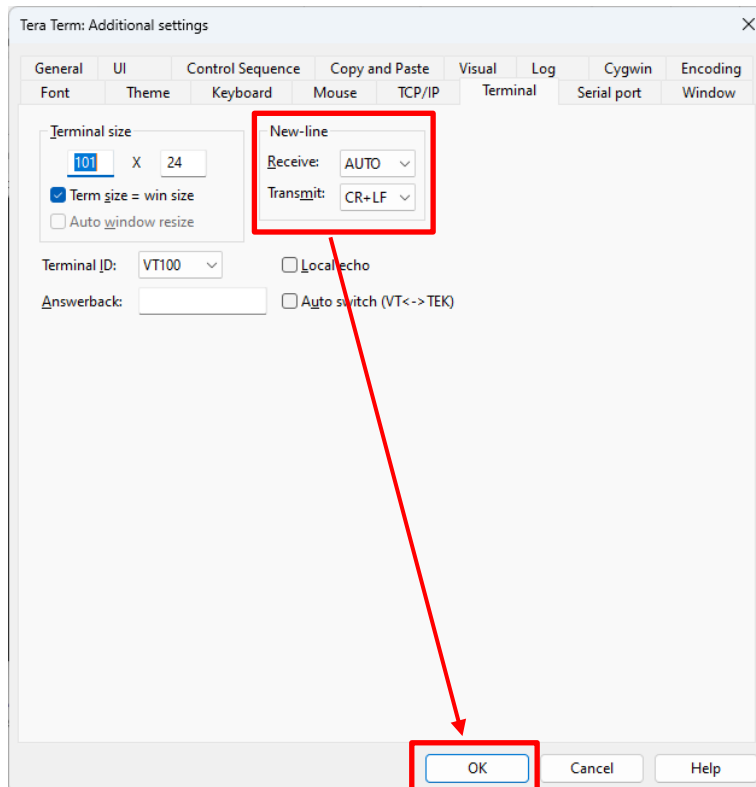 Tera Term: Additional settings
General UI Control Sequence Copy and Paste Visual Log Cygwin Encoding
Font Theme Keyboard Mouse TCP/IP Terminal Serial port Window
Terminal size
101 X 24
Term size = win size
Auto window resize
New-line
Receive: AUTO
Transmit: CR+LF
Terminal ID: VT100
Local echo
Answerback:
Auto switch (VT<->TEK)
OK Cancel Help